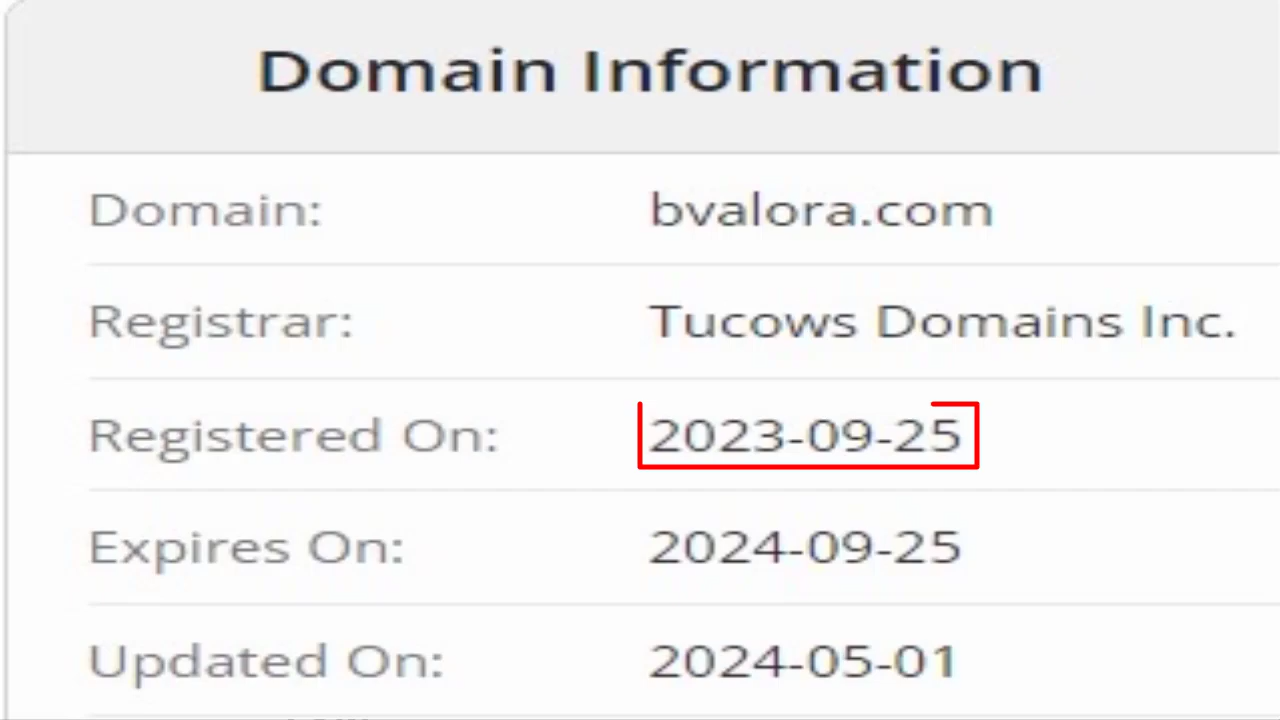 Domain Information
Domain: bvalora.com
Registrar: Tucows Domains Inc.
Registered On: 2023-09-25
Expires On: 2024-09-25
Updated On: 2024-05-01